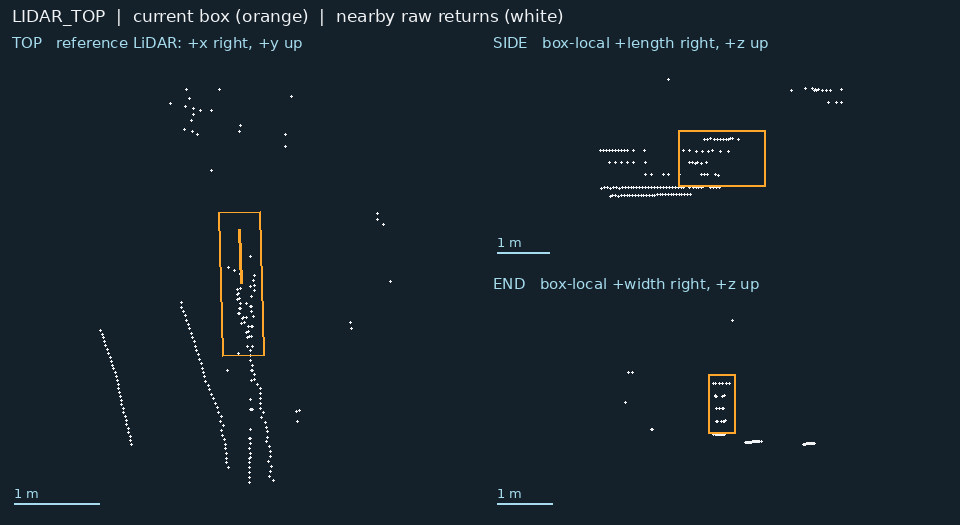 LIDAR_TOP | current box (orange) | nearby raw returns (white)
TOP reference LiDAR: +x right, +y up
SIDE box-local +length right, +z up
1 m
END box-local +width right, +z up
1 m
1 m